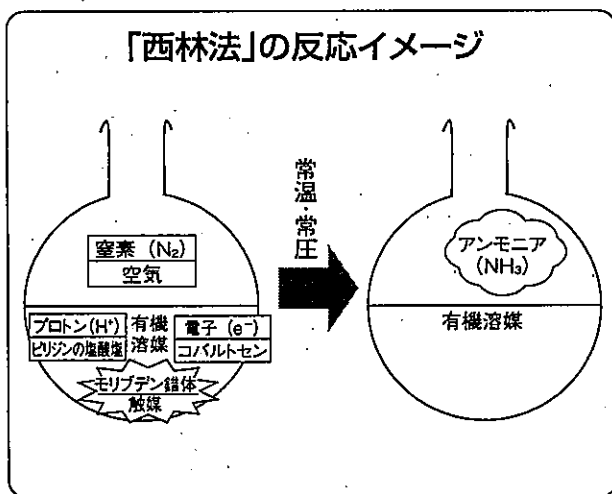 「西林法」の反応イメージ
窒素 (N₂)
空気
プロトン(H⁺)
ピリジンの塩酸塩
有機
溶媒
電子 (e⁻)
コバルトセン
モリブデン錯体
触媒
常温・常圧
アンモニア
(NH₃)
有機溶媒